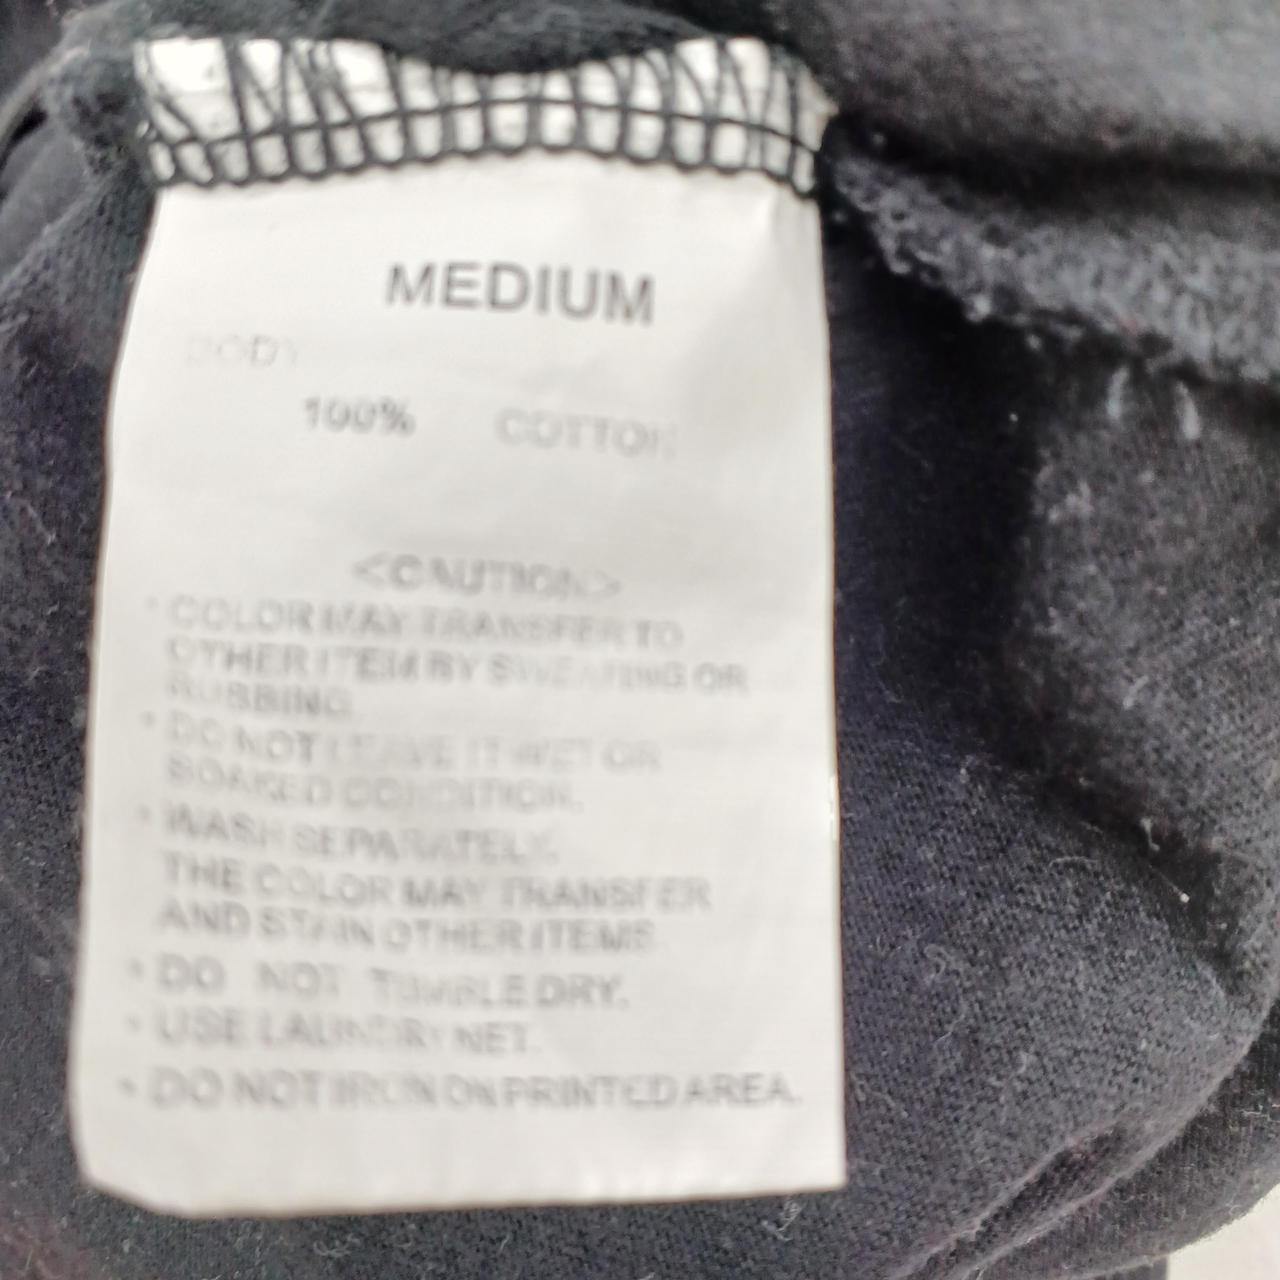 MEDIUM
BODY
100% COTTON
<CAUTION>
• COLOR MAY TRANSFER TO
OTHER ITEM BY SWEATING OR
RUBBING.
• DO NOT LEAVE IT WET OR
SOAKED CONDITION.
• WASH SEPARATELY.
THE COLOR MAY TRANSFER
AND STAIN OTHER ITEMS
• DO NOT TUMBLE DRY.
• USE LAUNDRY NET.
• DO NOT IRON ON PRINTED AREA.